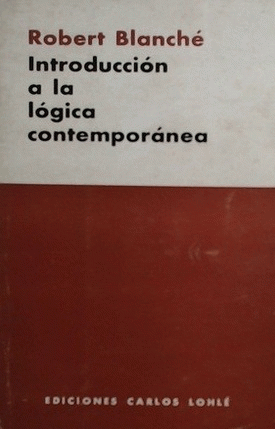 Robert Blanché
Introducción
a la
lógica
contemporánea
EDICIONES CARLOS LOHLÉ